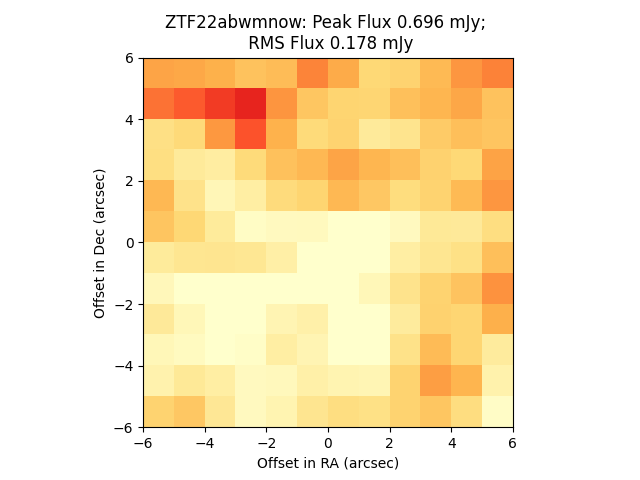 ZTF22abwmnow: Peak Flux 0.696 mJy;
RMS Flux 0.178 mJy
6
4
2
0
−2
−4
−6
Offset in Dec (arcsec)
−6 −4 −2 0 2 4 6
Offset in RA (arcsec)